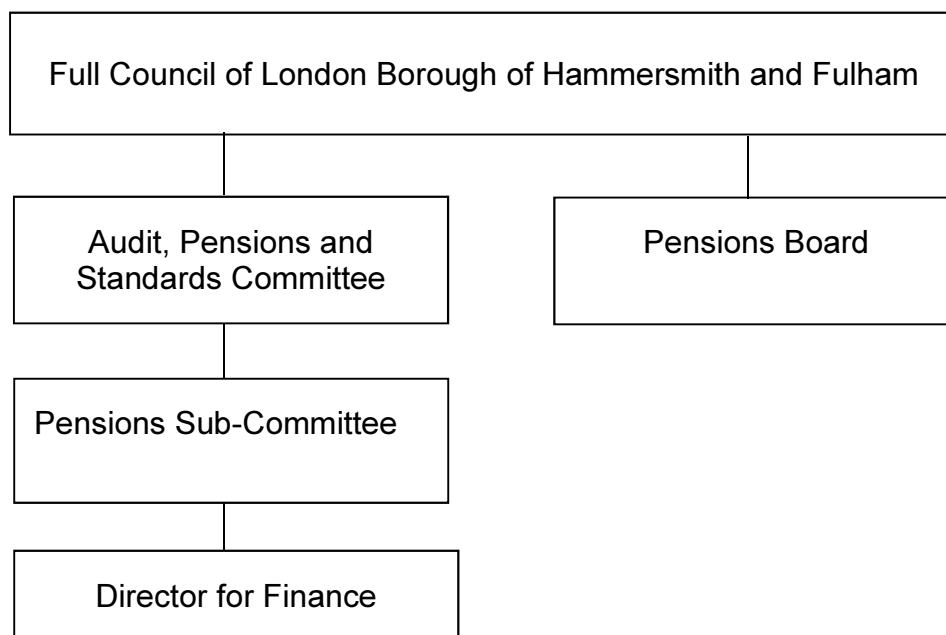 Full Council of London Borough of Hammersmith and Fulham
Audit, Pensions and
Standards Committee
Pensions Board
Pensions Sub-Committee
Director for Finance